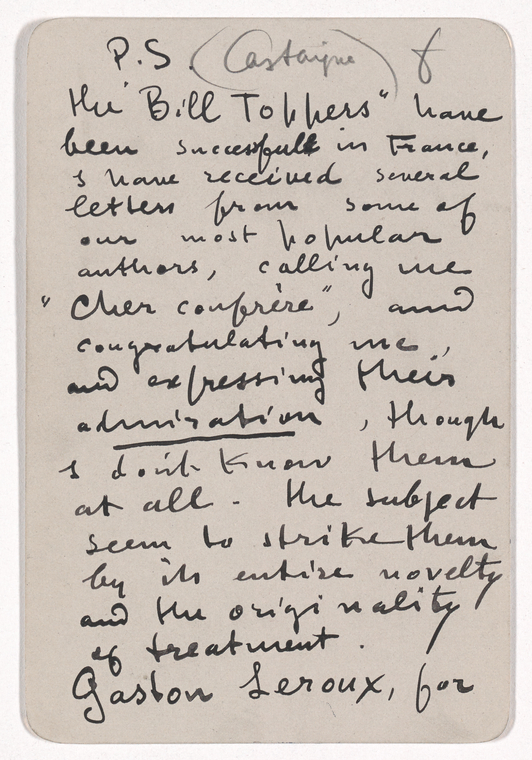 P.S. (Castaigne) f
The "Bill Toppers" have
been successfull in France,
I have received several
letters from some of
our most popular
authors, calling me
"Cher confrère", and
congratulating me,
and expressing their
admiration, though
I don't know them
at all. The subject
seem to strike them
by its entire novelty
and the originality
of treatment.
Gaston Leroux, for